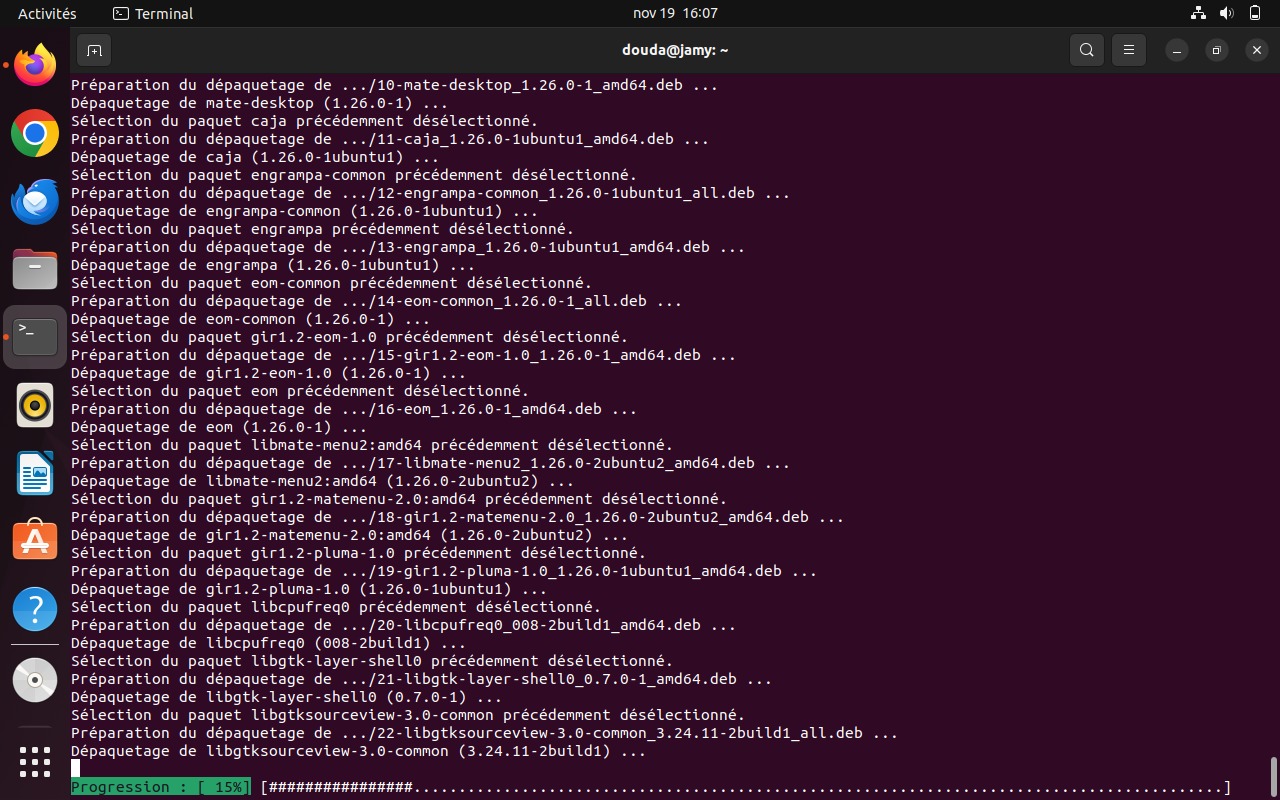 Activités
Terminal
nov 19 16:07
douda@jamy: ~
Préparation du dépaquetage de .../10-mate-desktop_1.26.0-1_amd64.deb ...
Dépaquetage de mate-desktop (1.26.0-1) ...
Sélection du paquet caja précédemment désélectionné.
Préparation du dépaquetage de .../11-caja_1.26.0-1ubuntu1_amd64.deb ...
Dépaquetage de caja (1.26.0-1ubuntu1) ...
Sélection du paquet engrampa-common précédemment désélectionné.
Préparation du dépaquetage de .../12-engrampa-common_1.26.0-1ubuntu1_all.deb ...
Dépaquetage de engrampa-common (1.26.0-1ubuntu1) ...
Sélection du paquet engrampa précédemment désélectionné.
Préparation du dépaquetage de .../13-engrampa_1.26.0-1ubuntu1_amd64.deb ...
Dépaquetage de engrampa (1.26.0-1ubuntu1) ...
Sélection du paquet eom-common précédemment désélectionné.
Préparation du dépaquetage de .../14-eom-common_1.26.0-1_all.deb ...
Dépaquetage de eom-common (1.26.0-1) ...
Sélection du paquet gir1.2-eom-1.0 précédemment désélectionné.
Préparation du dépaquetage de .../15-gir1.2-eom-1.0_1.26.0-1_amd64.deb ...
Dépaquetage de gir1.2-eom-1.0 (1.26.0-1) ...
Sélection du paquet eom précédemment désélectionné.
Préparation du dépaquetage de .../16-eom_1.26.0-1_amd64.deb ...
Dépaquetage de eom (1.26.0-1) ...
Sélection du paquet libmate-menu2:amd64 précédemment désélectionné.
Préparation du dépaquetage de .../17-libmate-menu2_1.26.0-2ubuntu2_amd64.deb ...
Dépaquetage de libmate-menu2:amd64 (1.26.0-2ubuntu2) ...
Sélection du paquet gir1.2-matemenu-2.0:amd64 précédemment désélectionné.
Préparation du dépaquetage de .../18-gir1.2-matemenu-2.0_1.26.0-2ubuntu2_amd64.deb ...
Dépaquetage de gir1.2-matemenu-2.0:amd64 (1.26.0-2ubuntu2) ...
Sélection du paquet gir1.2-pluma-1.0 précédemment désélectionné.
Préparation du dépaquetage de .../19-gir1.2-pluma-1.0_1.26.0-1ubuntu1_amd64.deb ...
Dépaquetage de gir1.2-pluma-1.0 (1.26.0-1ubuntu1) ...
Sélection du paquet libcpufreq0 précédemment désélectionné.
Préparation du dépaquetage de .../20-libcpufreq0_008-2build1_amd64.deb ...
Dépaquetage de libcpufreq0 (008-2build1) ...
Sélection du paquet libgtk-layer-shell0 précédemment désélectionné.
Préparation du dépaquetage de .../21-libgtk-layer-shell0_0.7.0-1_amd64.deb ...
Dépaquetage de libgtk-layer-shell0 (0.7.0-1) ...
Sélection du paquet libgtksourceview-3.0-common précédemment désélectionné.
Préparation du dépaquetage de .../22-libgtksourceview-3.0-common_3.24.11-2build1_all.deb ...
Dépaquetage de libgtksourceview-3.0-common (3.24.11-2build1) ...
Progression : [ 15%] [################..........................................................................................]